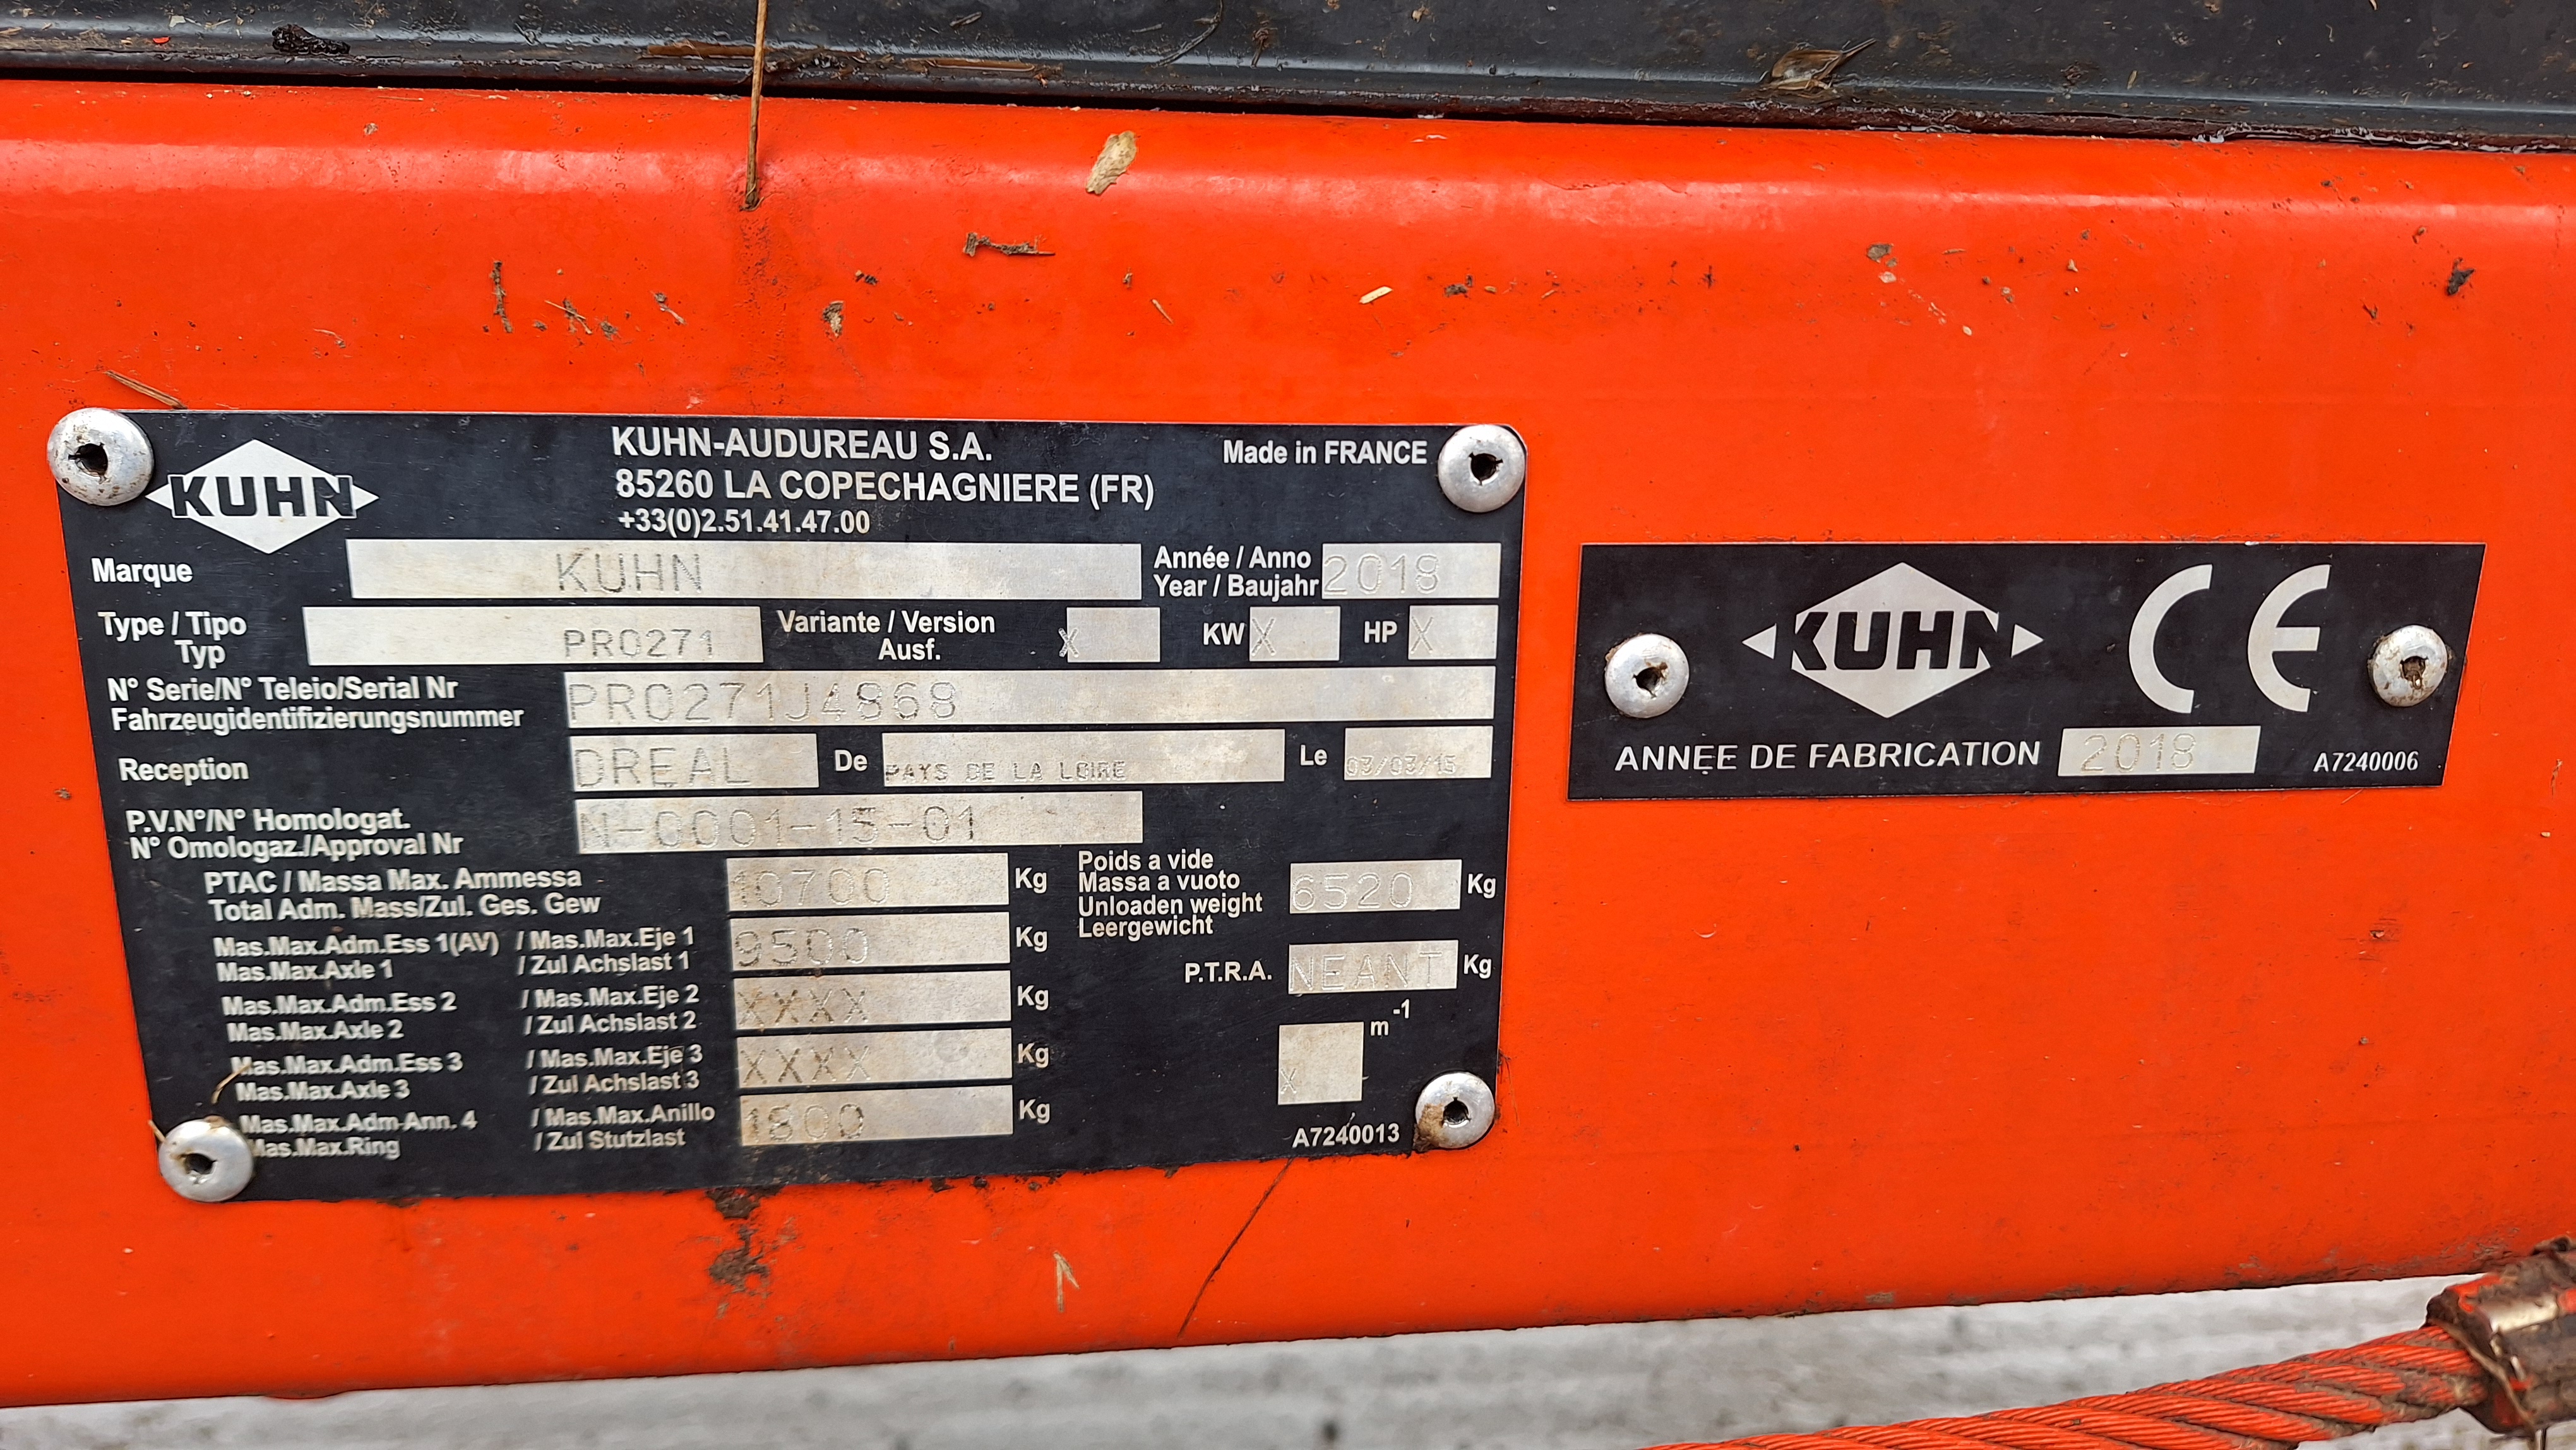 KUHN
KUHN-AUDUREAU S.A.
85260 LA COPECHAGNIERE (FR)
+33(0)2.51.41.47.00
Made in FRANCE
Marque KUHN
Année / Anno
Year / Baujahr 2018
Type / Tipo
Typ PRO271
Variante / Version
Ausf. X
KW X
HP X
N° Serie/N° Teleio/Serial Nr
Fahrzeugidentifizierungsnummer
PRO271J4868
Reception DREAL De PAYS DE LA LOIRE Le 03/03/15
P.V.N°/N° Homologat.
N° Omologaz./Approval Nr
N-0001-15-01
PTAC / Massa Max. Ammessa
Total Adm. Mass/Zul. Ges. Gew
10700 Kg
Mas.Max.Adm.Ess 1(AV) / Mas.Max.Eje 1
Mas.Max.Axle 1 / Zul Achslast 1
9500 Kg
Mas.Max.Adm.Ess 2 / Mas.Max.Eje 2
Mas.Max.Axle 2 / Zul Achslast 2
XXXX Kg
Mas.Max.Adm.Ess 3 / Mas.Max.Eje 3
Mas.Max.Axle 3 / Zul Achslast 3
XXXX Kg
Mas.Max.Adm-Ann. 4 / Mas.Max.Anillo
Mas.Max.Ring / Zul Stutzlast
Kg
Poids a vide
Massa a vuoto
Unloaden weight
Leergewicht
6520 Kg
P.T.R.A. NEANT Kg
X m-1
A7240013
KUHN CE
ANNEE DE FABRICATION 2018 A7240006